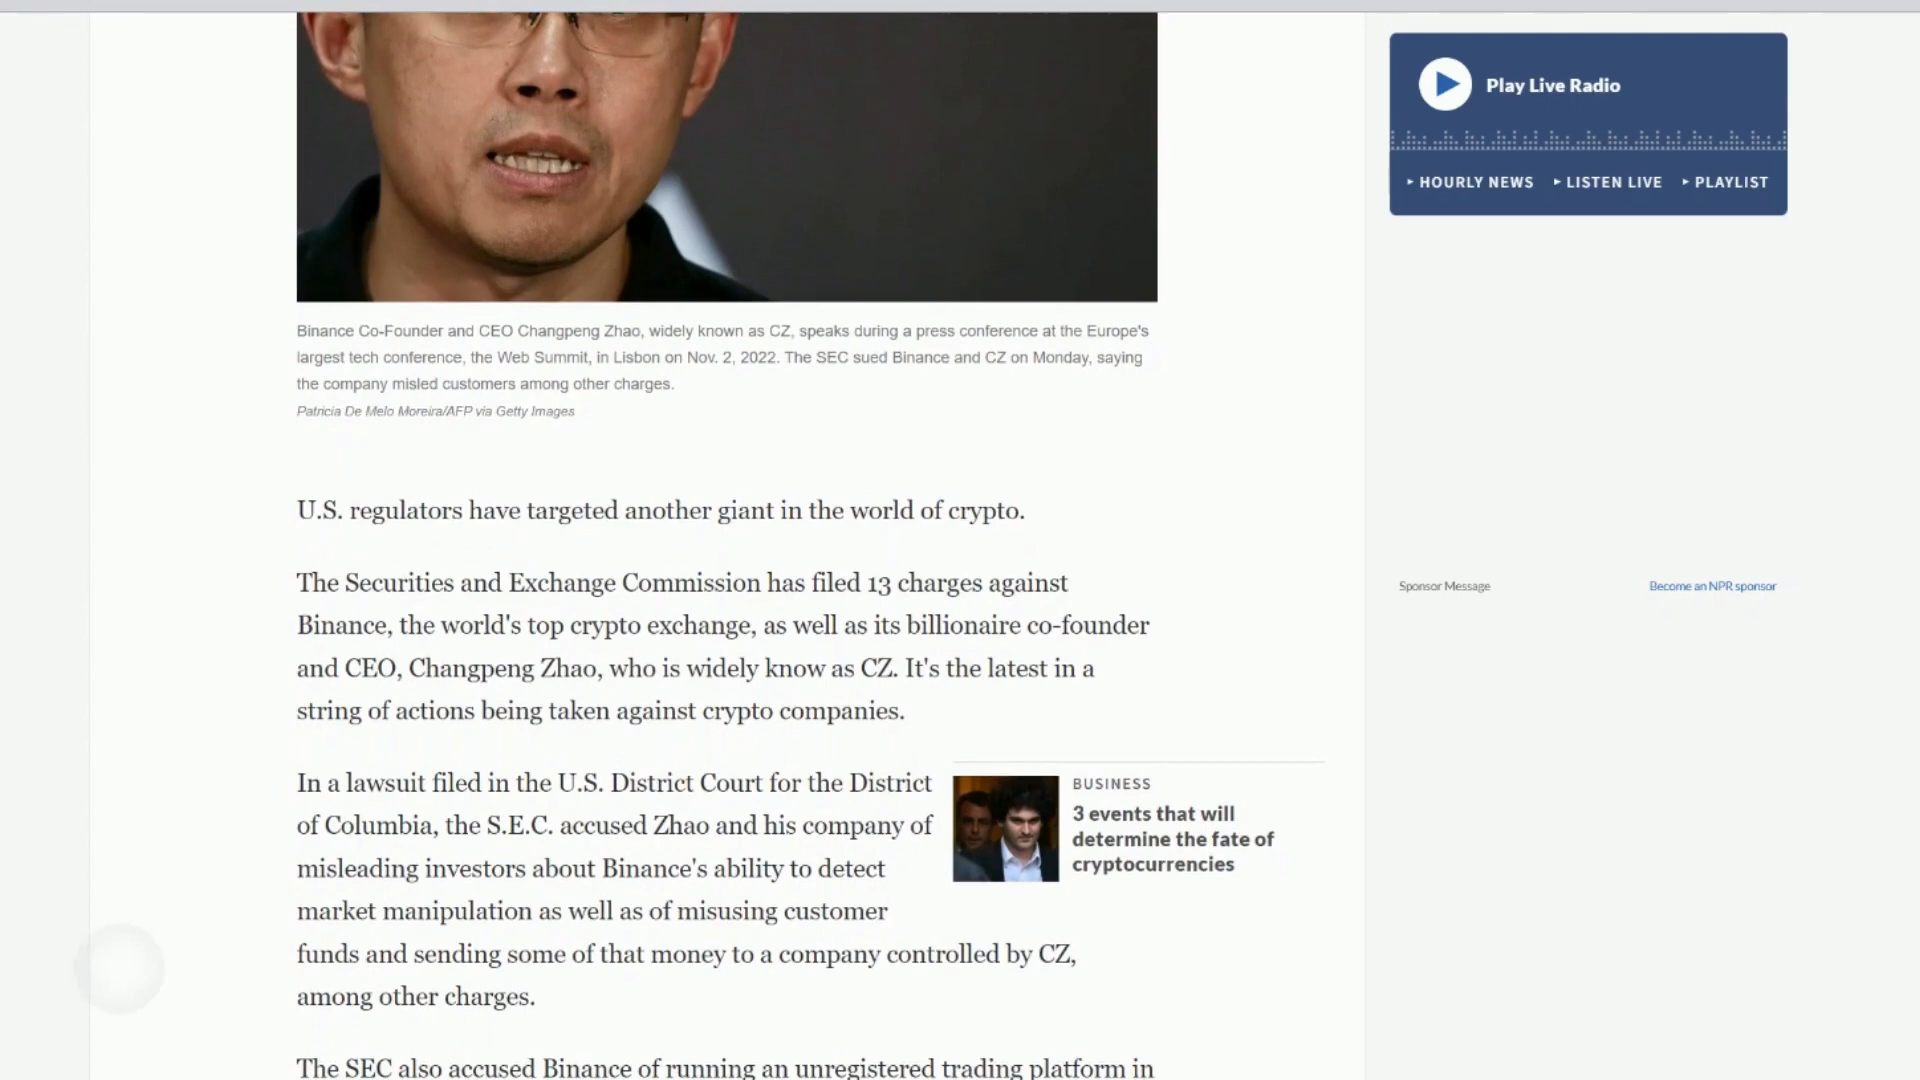 Play Live Radio
HOURLY NEWS
LISTEN LIVE
PLAYLIST
Binance Co-Founder and CEO Changpeng Zhao, widely known as CZ, speaks during a press conference at the Europe's
largest tech conference, the Web Summit, in Lisbon on Nov. 2, 2022. The SEC sued Binance and CZ on Monday, saying
the company misled customers among other charges.
Patricia De Melo Moreira/AFP via Getty Images
U.S. regulators have targeted another giant in the world of crypto.
The Securities and Exchange Commission has filed 13 charges against
Binance, the world's top crypto exchange, as well as its billionaire co-founder
and CEO, Changpeng Zhao, who is widely know as CZ. It's the latest in a
string of actions being taken against crypto companies.
Sponsor Message
Become an NPR sponsor
In a lawsuit filed in the U.S. District Court for the District
of Columbia, the S.E.C. accused Zhao and his company of
misleading investors about Binance's ability to detect
market manipulation as well as of misusing customer
funds and sending some of that money to a company controlled by CZ,
among other charges.
BUSINESS
3 events that will
determine the fate of
cryptocurrencies
The SEC also accused Binance of running an unregistered trading platform in